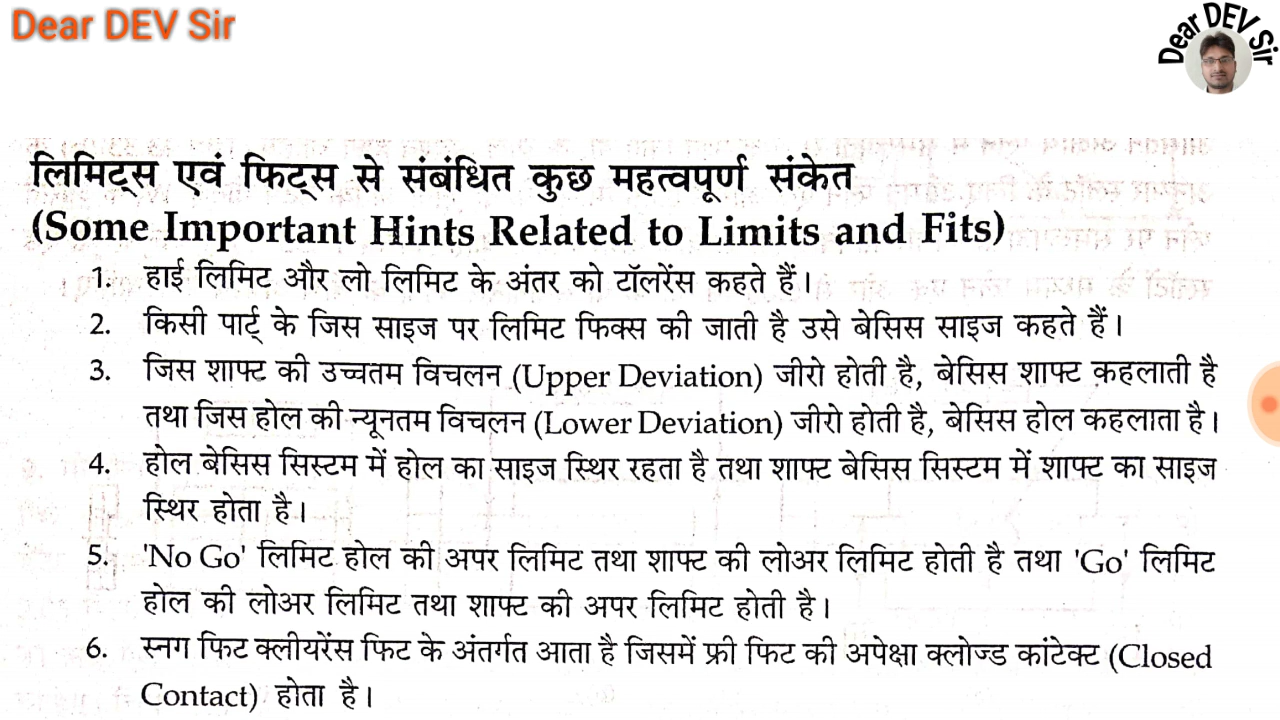 Dear DEV Sir
Dear DEV Sir
लिमिट्स एवं फिट्स से संबंधित कुछ महत्वपूर्ण संकेत
(Some Important Hints Related to Limits and Fits)
1. हाई लिमिट और लो लिमिट के अंतर को टॉलरेंस कहते हैं।
2. किसी पार्ट् के जिस साइज पर लिमिट फिक्स की जाती है उसे बेसिस साइज कहते हैं।
3. जिस शाफ्ट की उच्चतम विचलन (Upper Deviation) जीरो होती है, बेसिस शाफ्ट कहलाती है
तथा जिस होल की न्यूनतम विचलन (Lower Deviation) जीरो होती है, बेसिस होल कहलाता है।
4. होल बेसिस सिस्टम में होल का साइज स्थिर रहता है तथा शाफ्ट बेसिस सिस्टम में शाफ्ट का साइज
स्थिर होता है।
5. 'No Go' लिमिट होल की अपर लिमिट तथा शाफ्ट की लोअर लिमिट होती है तथा 'Go' लिमिट
होल की लोअर लिमिट तथा शाफ्ट की अपर लिमिट होती है।
6. स्नग फिट क्लीयरेंस फिट के अंतर्गत आता है जिसमें फ्री फिट की अपेक्षा क्लोज्ड कांटेक्ट (Closed
Contact) होता है।